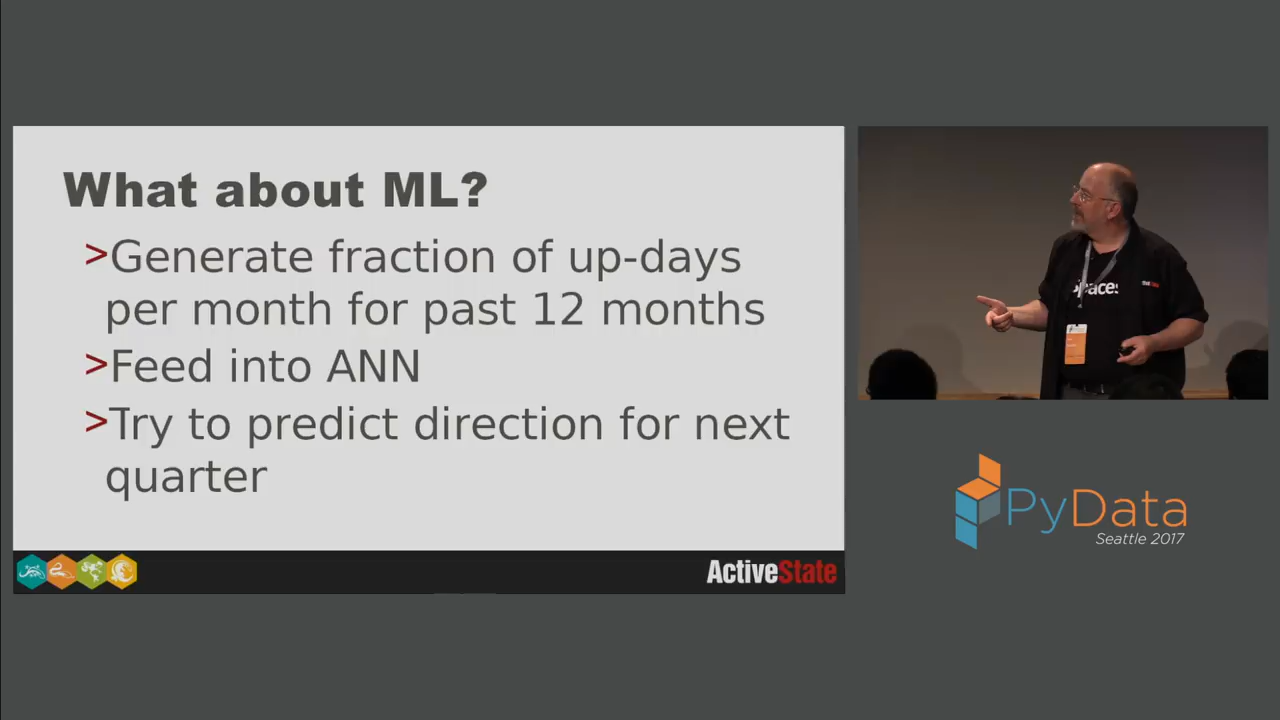 What about ML?
>Generate fraction of up-days
per month for past 12 months
>Feed into ANN
>Try to predict direction for next
quarter
ActiveState
PyData
Seattle 2017